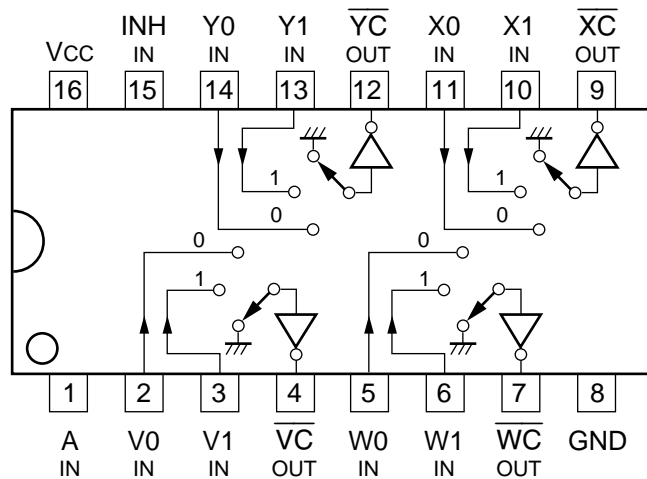 VCC INH Y0 Y1 YC X0 X1 XC
IN IN IN OUT IN IN OUT
16 15 14 13 12 11 10 9
1 1
0 0
0 0
1 1
1 2 3 4 5 6 7 8
A V0 V1 VC W0 W1 WC GND
IN IN IN OUT IN IN OUT